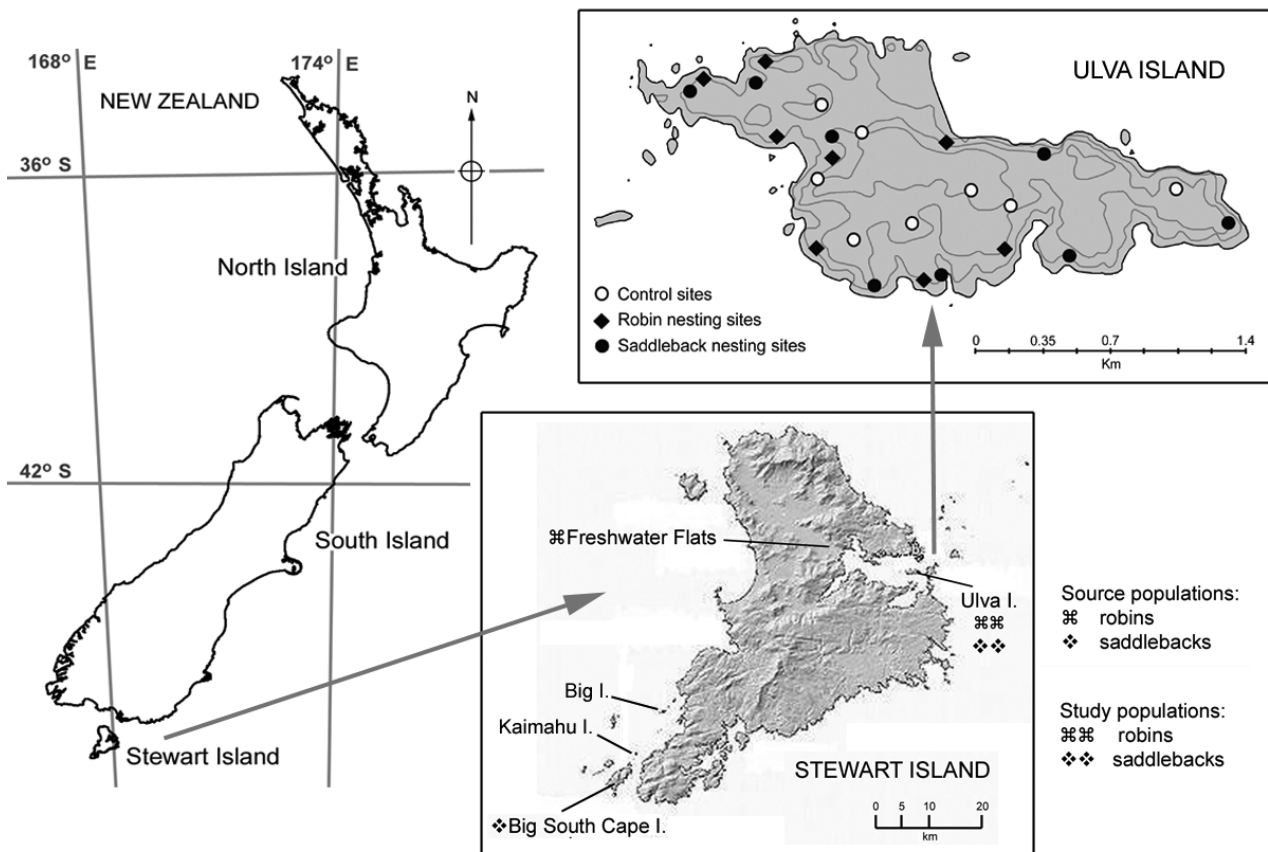 168° E
174° E
NEW ZEALAND
N
36° S
North Island
42° S
South Island
Stewart Island
ULVA ISLAND
Control sites
Robin nesting sites
Saddleback nesting sites
0 0.35 0.7 1.4
Km
⌘Freshwater Flats
Ulva I.
⌘⌘
❖❖
Big I.
Kaimahu I.
❖Big South Cape I.
STEWART ISLAND
0 5 10 20
km
Source populations:
⌘ robins
❖ saddlebacks
Study populations:
⌘⌘ robins
❖❖ saddlebacks